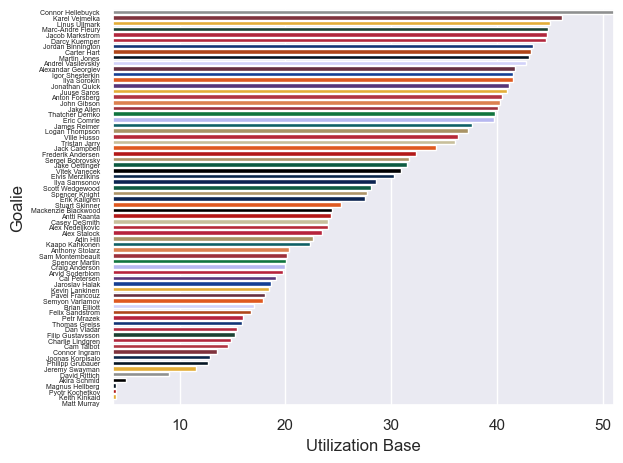 Connor Hellebuyck
Karel Vejmelka
Linus Ullmark
Marc-Andre Fleury
Jacob Markstrom
Darcy Kuemper
Jordan Binnington
Carter Hart
Martin Jones
Andrei Vasilevskiy
Alexandar Georgiev
Igor Shesterkin
Ilya Sorokin
Jonathan Quick
Juuse Saros
Anton Forsberg
John Gibson
Jake Allen
Thatcher Demko
Eric Comrie
James Reimer
Logan Thompson
Ville Husso
Tristan Jarry
Jack Campbell
Frederik Andersen
Sergei Bobrovsky
Jake Oettinger
Vitek Vanecek
Elvis Merzlikins
Ilya Samsonov
Scott Wedgewood
Spencer Knight
Erik Kallgren
Stuart Skinner
Mackenzie Blackwood
Antti Raanta
Casey DeSmith
Alex Nedeljkovic
Alex Stalock
Adin Hill
Kaapo Kahkonen
Anthony Stolarz
Sam Montembeault
Spencer Martin
Craig Anderson
Arvid Soderblom
Cal Petersen
Jaroslav Halak
Kevin Lankinen
Pavel Francouz
Semyon Varlamov
Brian Elliott
Felix Sandstrom
Petr Mrazek
Thomas Greiss
Dan Vladar
Filip Gustavsson
Charlie Lindgren
Cam Talbot
Connor Ingram
Joonas Korpisalo
Philipp Grubauer
Jeremy Swayman
David Rittich
Akira Schmid
Magnus Hellberg
Pyotr Kochetkov
Keith Kinkaid
Matt Murray
Goalie
10 20 30 40 50
Utilization Base